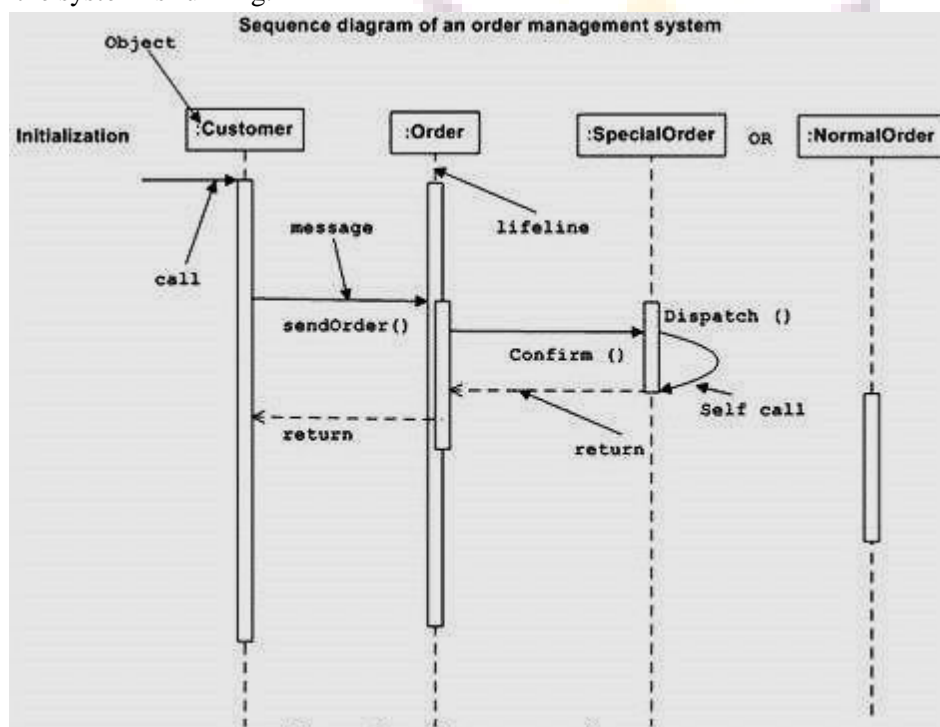 Sequence diagram of an order management system
Object
Initialization
:Customer
:Order
:SpecialOrder
OR
:NormalOrder
message
lifeline
call
sendOrder()
Dispatch ()
Confirm ()
Self call
return
return